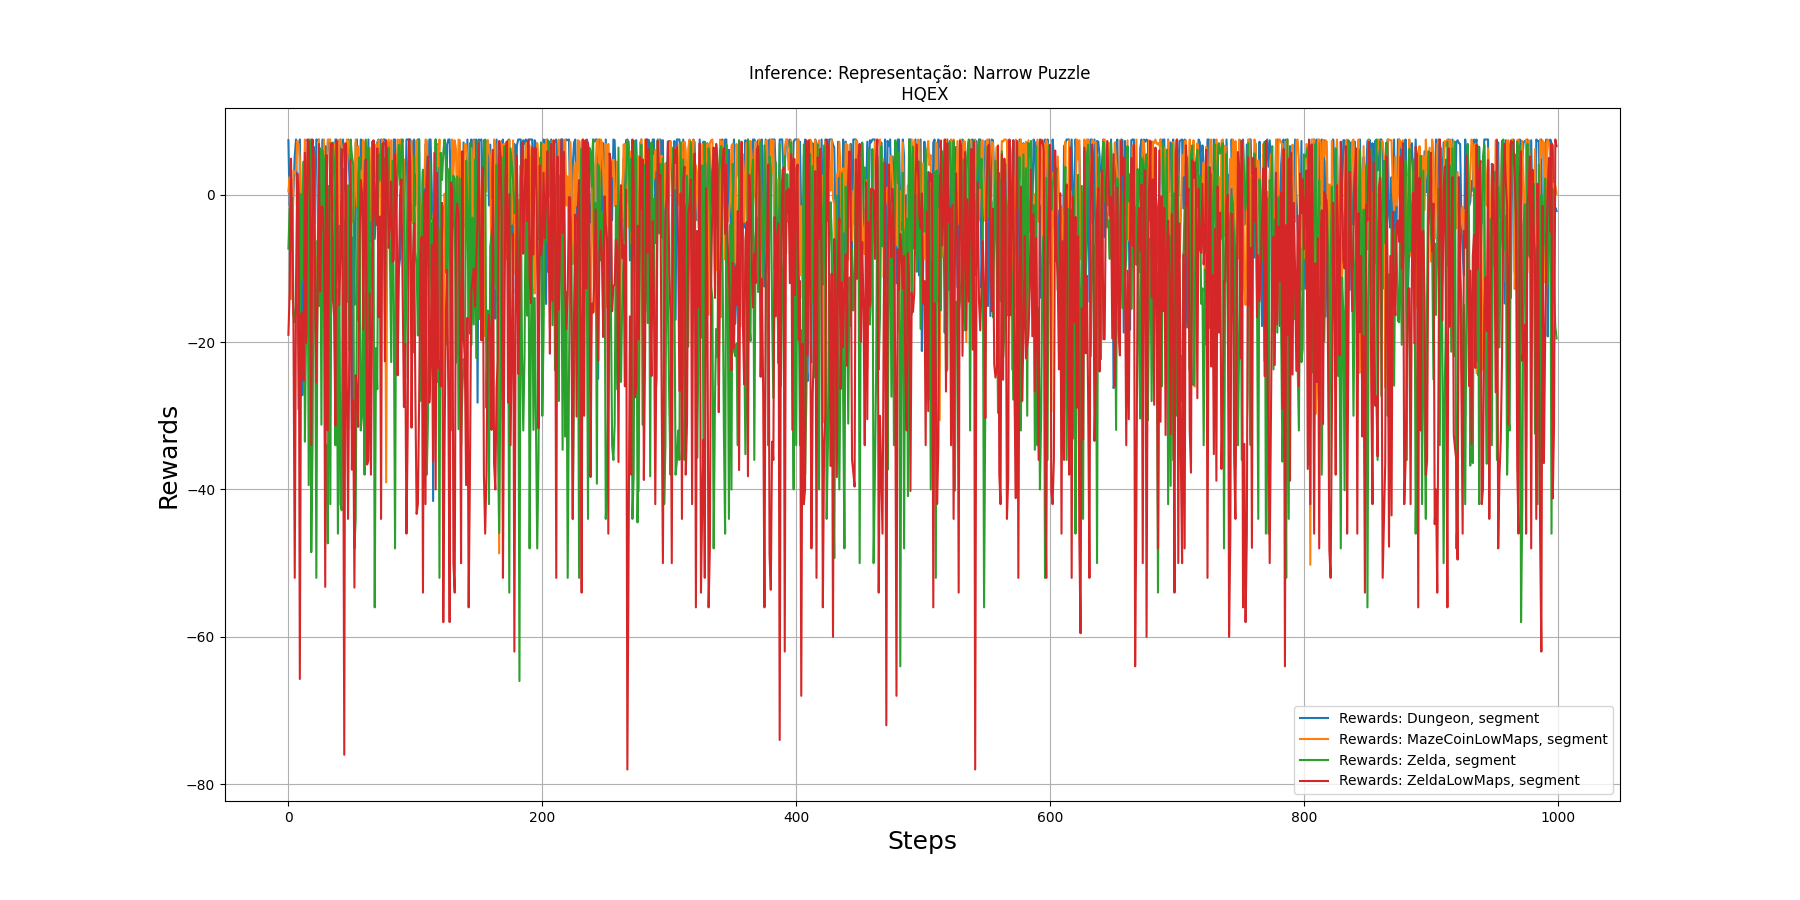 Inference: Representação: Narrow Puzzle
HQEX
Rewards
0
−20
−40
−60
−80
0 200 400 600 800 1000
Steps
Rewards: Dungeon, segment
Rewards: MazeCoinLowMaps, segment
Rewards: Zelda, segment
Rewards: ZeldaLowMaps, segment